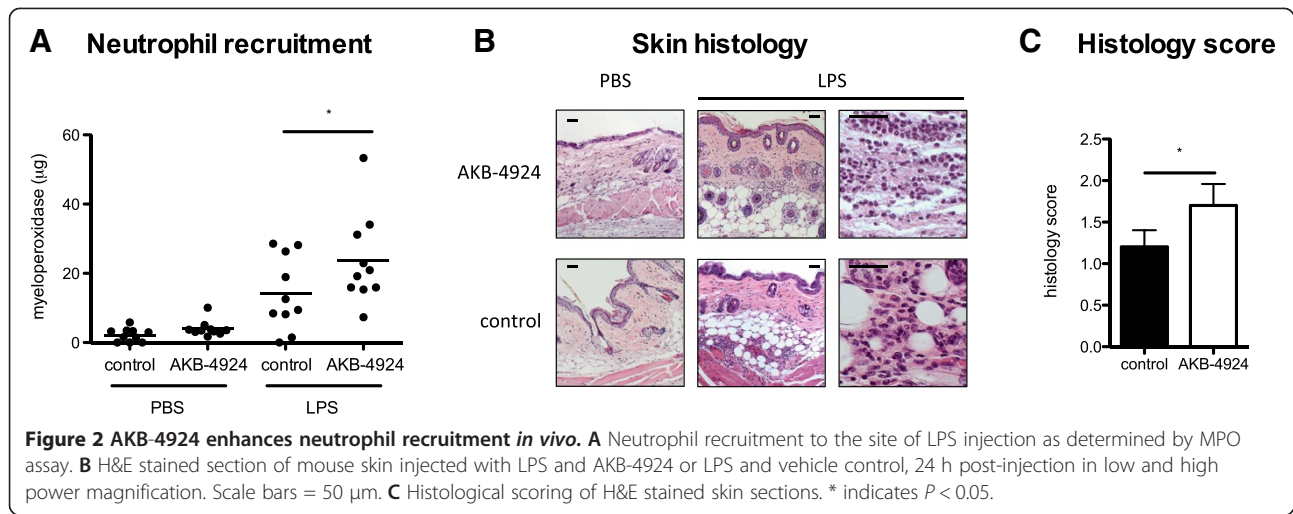 A Neutrophil recruitment
myeloperoxidase (µg)
60
40
20
0
*
control AKB-4924 control AKB-4924
PBS LPS
B Skin histology
PBS LPS
AKB-4924
control
C Histology score
histology score
2.5
2.0
1.5
1.0
0.5
0.0
*
control AKB-4924
Figure 2 AKB-4924 enhances neutrophil recruitment in vivo. A Neutrophil recruitment to the site of LPS injection as determined by MPO
assay. B H&E stained section of mouse skin injected with LPS and AKB-4924 or LPS and vehicle control, 24 h post-injection in low and high
power magnification. Scale bars = 50 µm. C Histological scoring of H&E stained skin sections. * indicates P < 0.05.